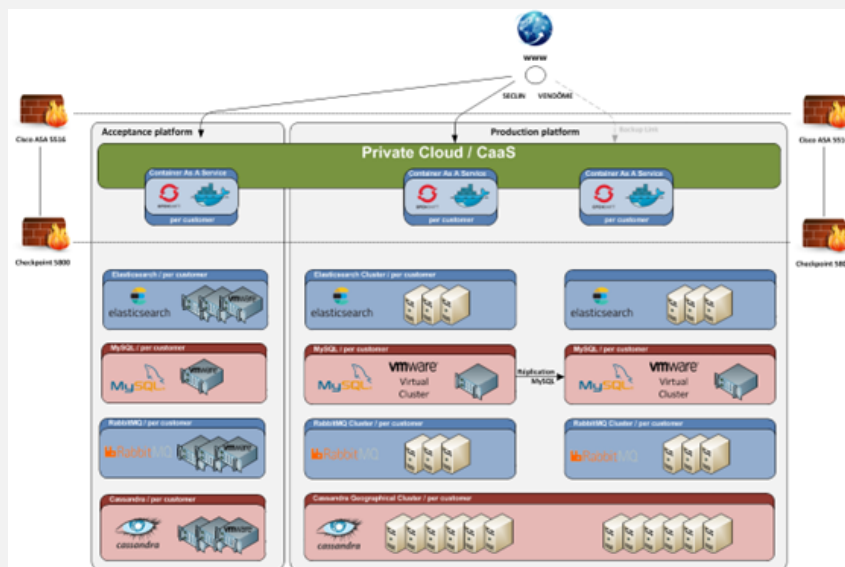 www
SECLIN VENDÔME
Backup Link
Cisco ASA 5516
Cisco ASA 551
Acceptance platform
Production platform
Private Cloud / CaaS
Container As A Service
per customer
Container As A Service
per customer
Container As A Service
per customer
Checkpoint 5800
Checkpoint 580
Elasticsearch / per customer
elasticsearch
vmware
Elasticsearch Cluster / per customer
elasticsearch
elasticsearch
MySQL / per customer
MySQL
MySQL / per customer
MySQL
vmware
Virtual
Cluster
Réplication
MySQL
MySQL / per customer
MySQL
vmware
Virtual
Cluster
RabbitMQ / per customer
RabbitMQ
vmware
RabbitMQ Cluster / per customer
RabbitMQ
RabbitMQ Cluster / per customer
RabbitMQ
Cassandra / per customer
cassandra
vmware
Cassandra Geographical Cluster / per customer
cassandra